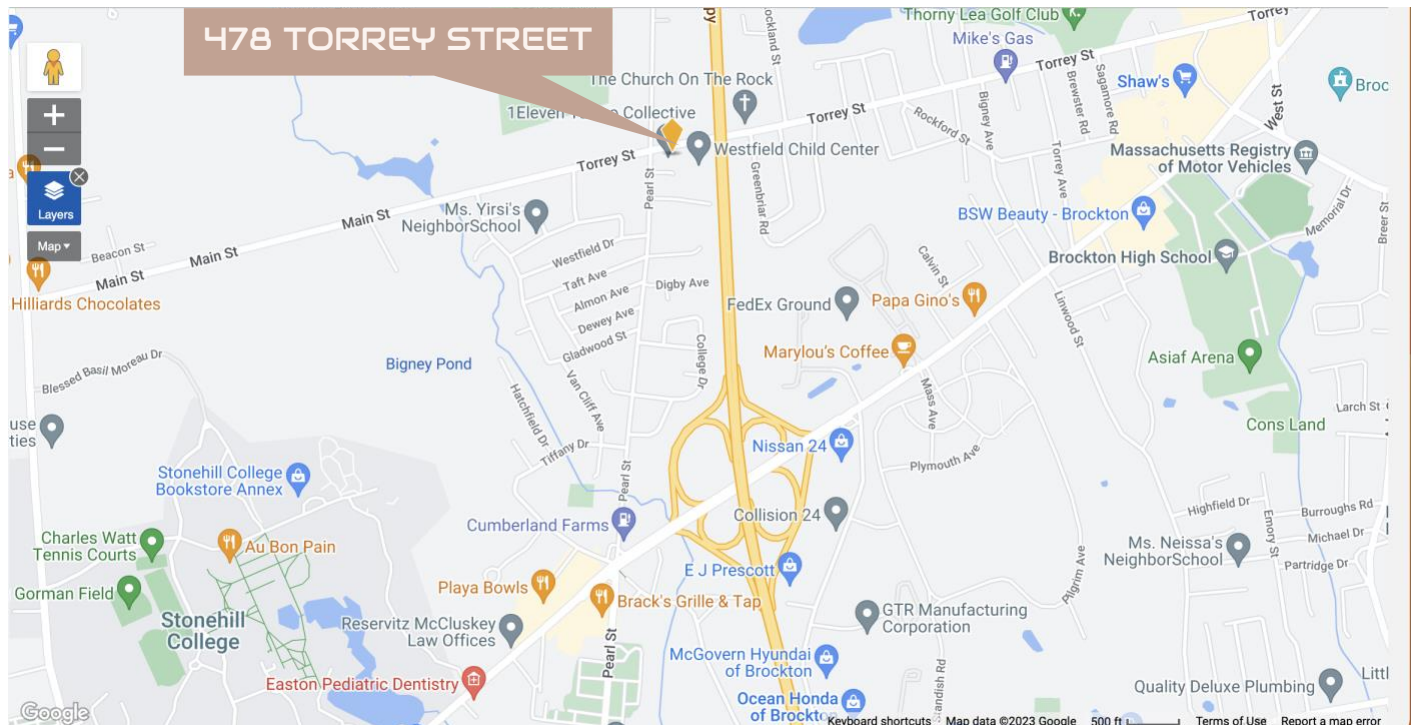 478 TORREY STREET
Thorny Lea Golf Club
Torrey
Mike's Gas
Torrey St
Shaw's
Broc
West St
The Church On The Rock
1Eleven
Collective
Torrey St
Rockford St
Bigney Ave
Brewster Rd
Sagamore Rd
Torrey St
Westfield Child Center
Massachusetts Registry
of Motor Vehicles
Pearl St
Greenbriar Rd
Torrey Ave
Memorial Dr
Breer St
Layers
Map
Main St
Ms. Yirsi's
NeighborSchool
BSW Beauty - Brockton
Beacon St
Main St
Main St
Westfield Dr
Taft Ave
Almon Ave
Dewey Ave
Gladwood St
Digby Ave
Calvin St
Brockton High School
Hilliards Chocolates
FedEx Ground
Papa Gino's
Linwood St
Marylou's Coffee
Asiaf Arena
Bigney Pond
College Dr
Blessed Basil Moreau Dr
Van Cliff Ave
Hatchfield Dr
Mass Ave
Larch St
Cons Land
use
ties
Tiffany Dr
Nissan 24
Plymouth Ave
Stonehill College
Bookstore Annex
Pearl St
Cumberland Farms
Collision 24
Highfield Dr
Emory St
Burroughs Rd
Michael Dr
Partridge Dr
Charles Watt
Tennis Courts
Au Bon Pain
Ms. Neissa's
NeighborSchool
E J Prescott
Pilgrim Ave
Gorman Field
Playa Bowls
Brack's Grille & Tap
GTR Manufacturing
Corporation
Stonehill
College
Reservitz McCluskey
Law Offices
Pearl St
McGovern Hyundai
of Brockton
Easton Pediatric Dentistry
Ocean Honda
of Brockton
Quality Deluxe Plumbing
Littl
Google
Keyboard shortcuts
Map data ©2023 Google
500 ft
Terms of Use
Report a map error